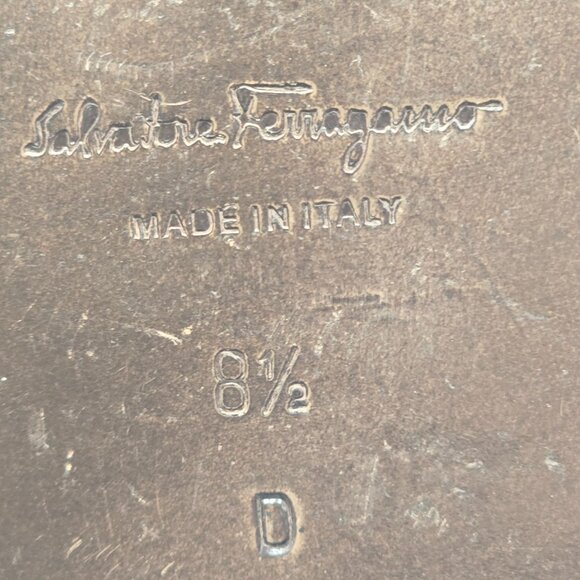 Salvatore Ferragamo
MADE IN ITALY
8½
D